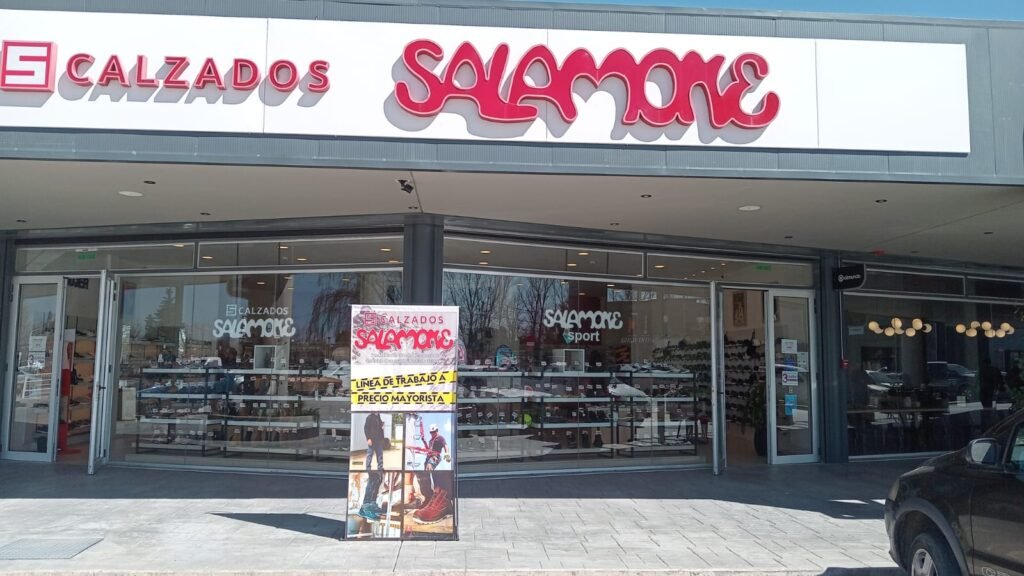 S CALZADOS SALAMONE
S CALZADOS
SALAMONE
SALAMONE
sport
S CALZADOS
SALAMONE
LINEA DE TRABAJO A
PRECIO MAYORISTA